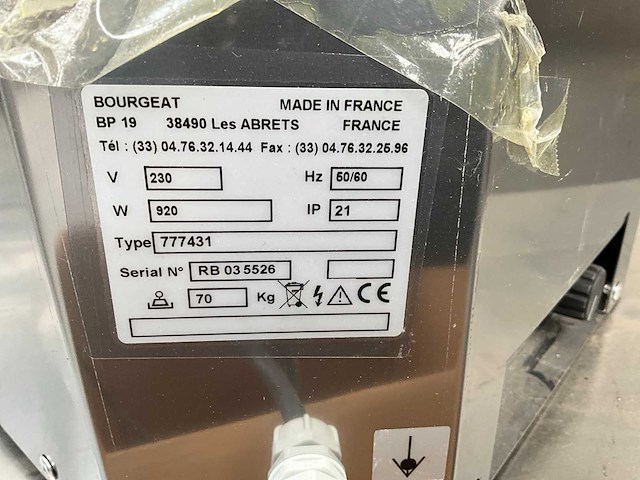 BOURGEAT MADE IN FRANCE
BP 19 38490 Les ABRETS FRANCE
Tél : (33) 04.76.32.14.44 Fax : (33) 04.76.32.25.96
V 230 Hz 50/60
W 920 IP 21
Type 777431
Serial N° RB 03 5526
70 Kg CE